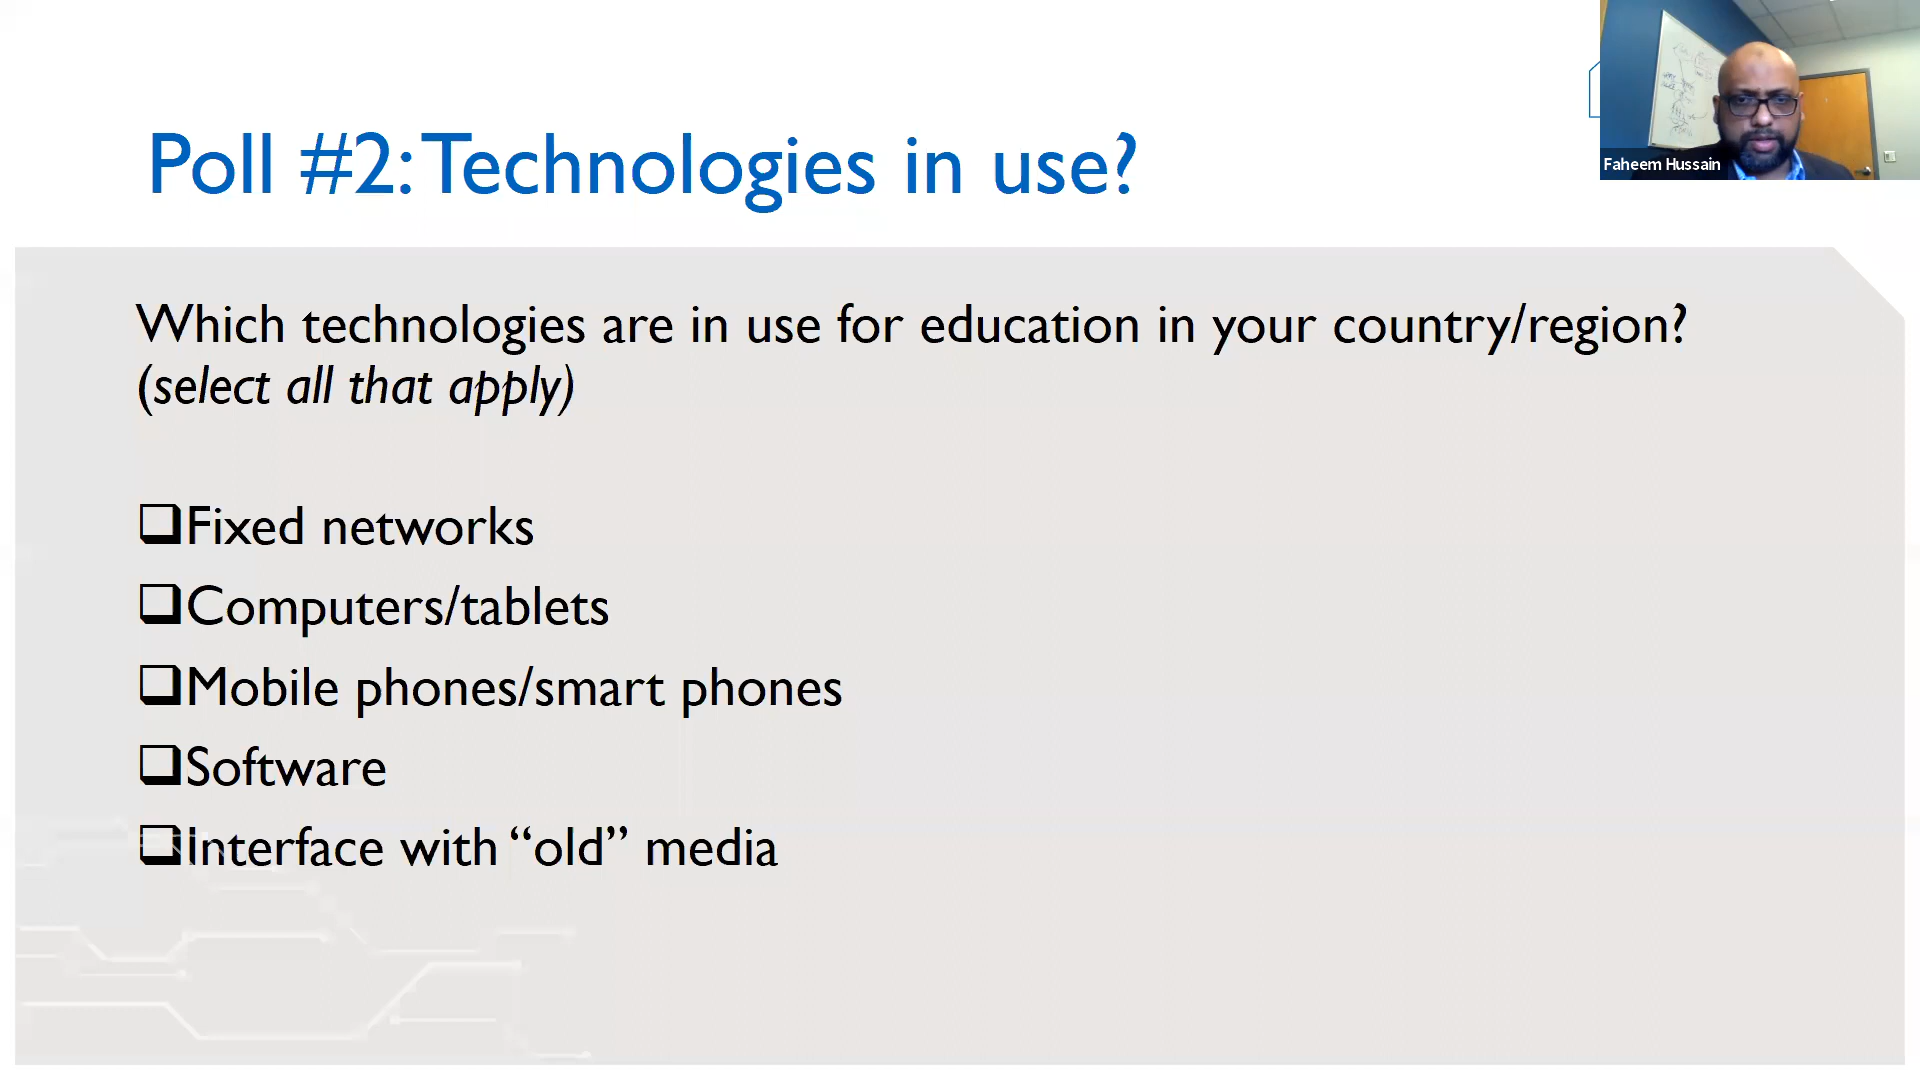 Poll #2: Technologies in use?
Faheem Hussain
Which technologies are in use for education in your country/region?
(select all that apply)
❑Fixed networks
❑Computers/tablets
❑Mobile phones/smart phones
❑Software
❑Interface with “old” media